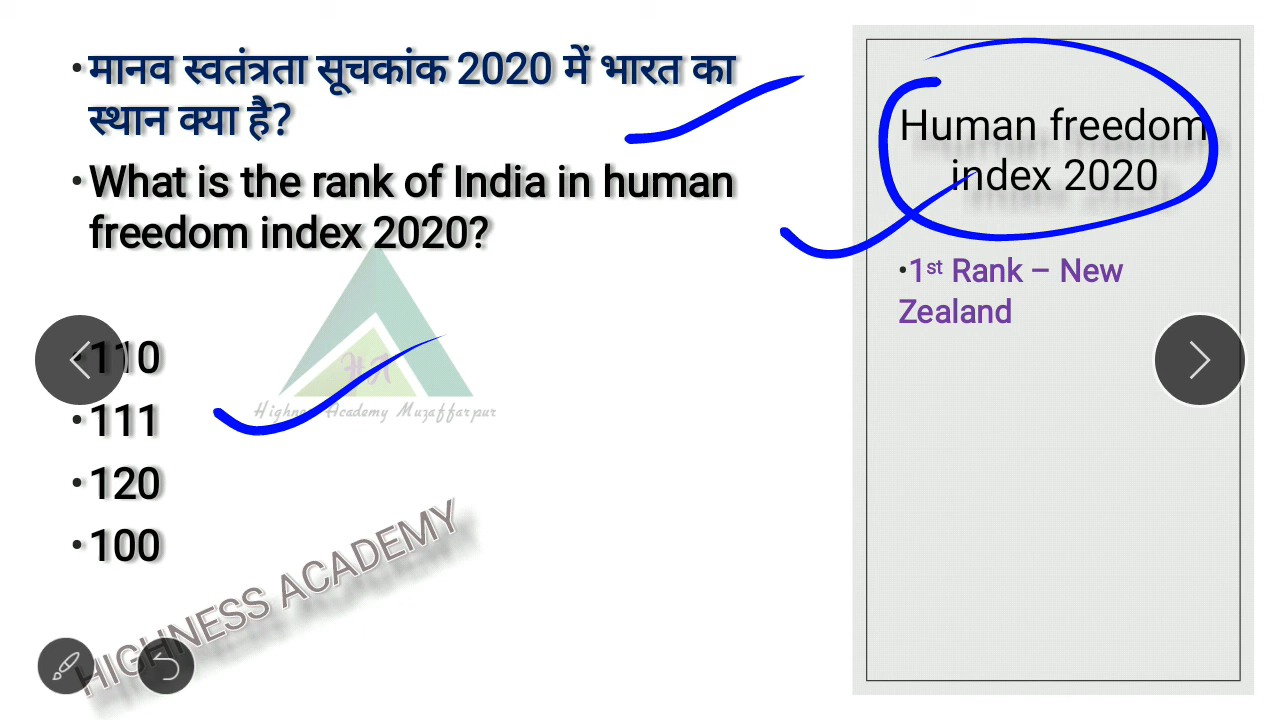 •मानव स्वतंत्रता सूचकांक 2020 में भारत का
स्थान क्या है?
•What is the rank of India in human
freedom index 2020?
•110
•111
•120
•100
HA
Highness Academy Muzaffarpur
HIGHNESS ACADEMY
Human freedom
index 2020
•1st Rank – New
Zealand